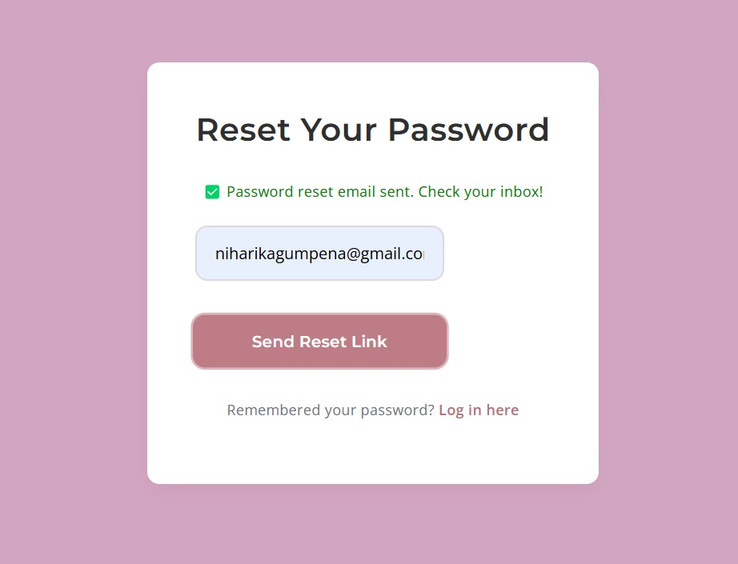 Reset Your Password
✅ Password reset email sent. Check your inbox!
niharikagumpena@gmail.co
Send Reset Link
Remembered your password? Log in here